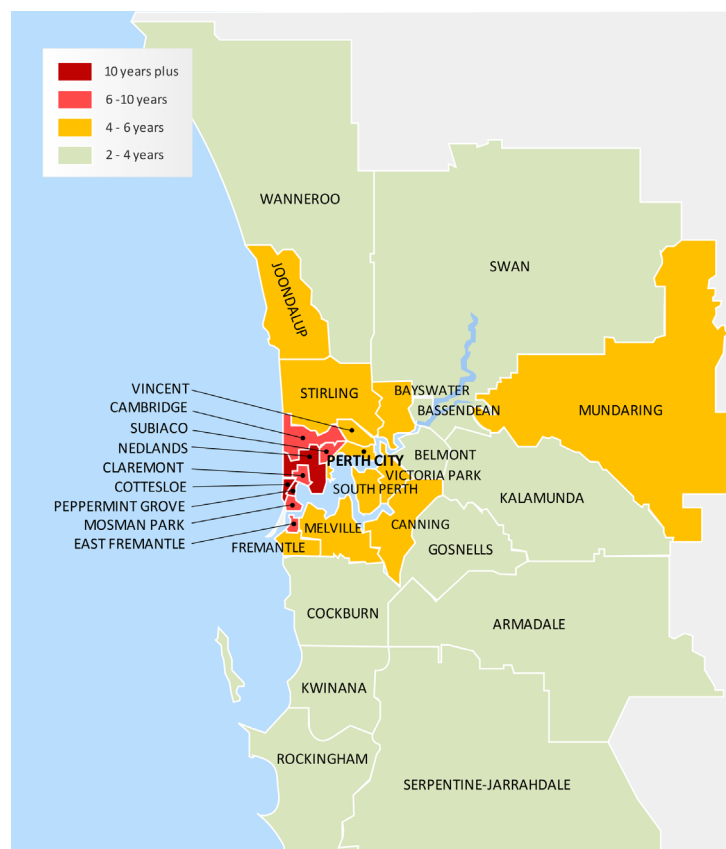 10 years plus
6 -10 years
4 - 6 years
2 - 4 years
WANNEROO
SWAN
JOONDALUP
VINCENT
STIRLING
BAYSWATER
CAMBRIDGE
BASSENDEAN
MUNDARING
SUBIACO
NEDLANDS
PERTH CITY
BELMONT
CLAREMONT
VICTORIA PARK
COTTESLOE
SOUTH PERTH
KALAMUNDA
PEPPERMINT GROVE
MOSMAN PARK
MELVILLE
CANNING
EAST FREMANTLE
FREMANTLE
GOSNELLS
COCKBURN
ARMADALE
KWINANA
ROCKINGHAM
SERPENTINE-JARRAHDALE